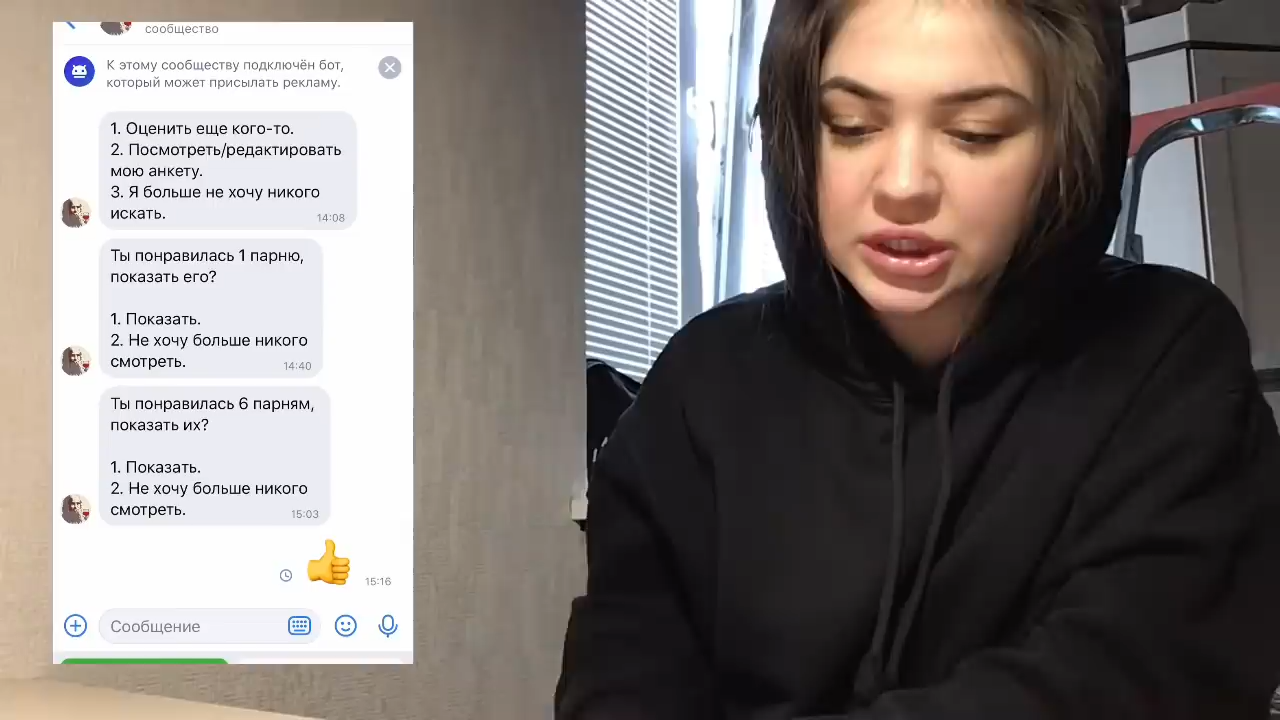 сообщество
К этому сообществу подключён бот,
который может присылать рекламу.
1. Оценить еще кого-то.
2. Посмотреть/редактировать
мою анкету.
3. Я больше не хочу никого
искать.
14:08
Ты понравилась 1 парню,
показать его?
1. Показать.
2. Не хочу больше никого
смотреть.
14:40
Ты понравилась 6 парням,
показать их?
1. Показать.
2. Не хочу больше никого
смотреть.
15:03
15:16
Сообщение